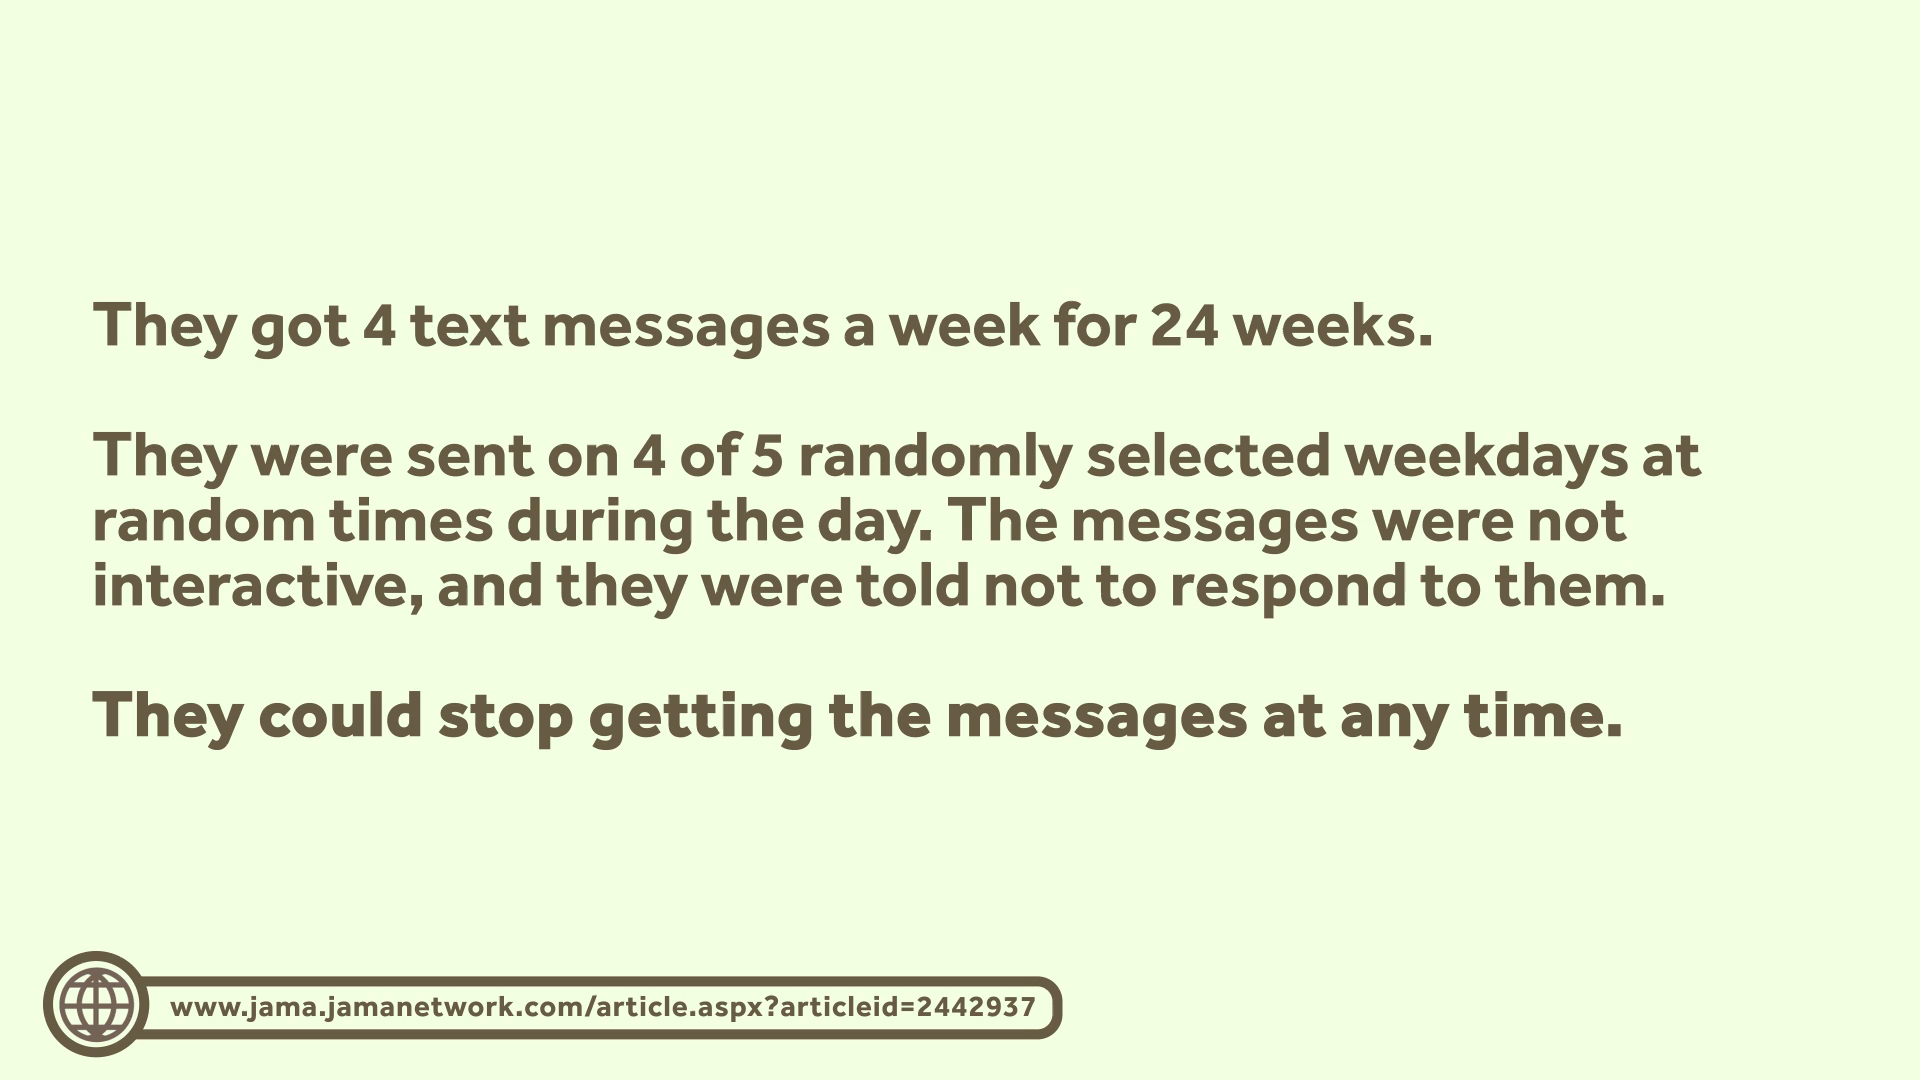 They got 4 text messages a week for 24 weeks.
They were sent on 4 of 5 randomly selected weekdays at
random times during the day. The messages were not
interactive, and they were told not to respond to them.
They could stop getting the messages at any time.
www.jama.jamanetwork.com/article.aspx?articleid=2442937